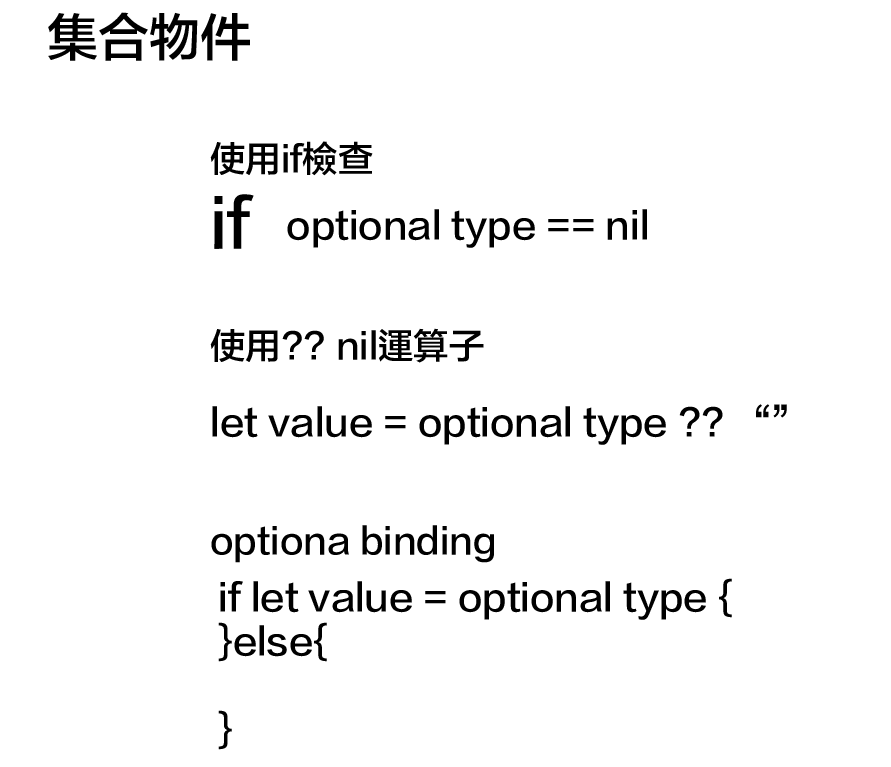 集合物件
使用if檢查
if optional type == nil
使用?? nil運算子
let value = optional type ?? “”
optiona binding
if let value = optional type {
}else{
}